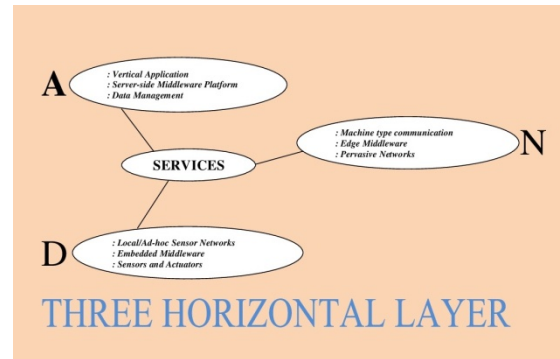 A
: Vertical Application
: Server-side Middleware Platform
: Data Management
: Machine type communication
: Edge Middleware
: Pervasive Networks
N
SERVICES
D
: Local/Ad-hoc Sensor Networks
: Embedded Middleware
: Sensors and Actuators
THREE HORIZONTAL LAYER